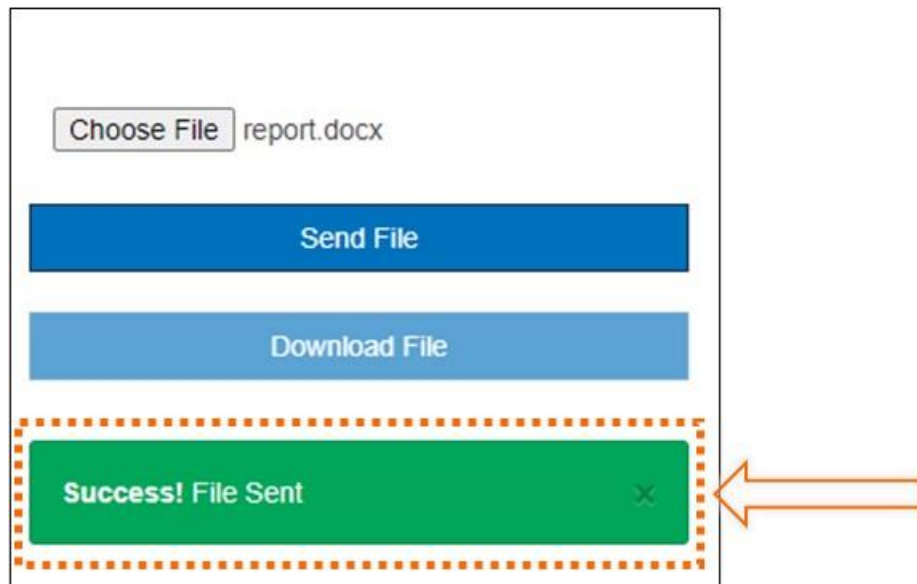 Choose File report.docx
Send File
Download File
Success! File Sent ×